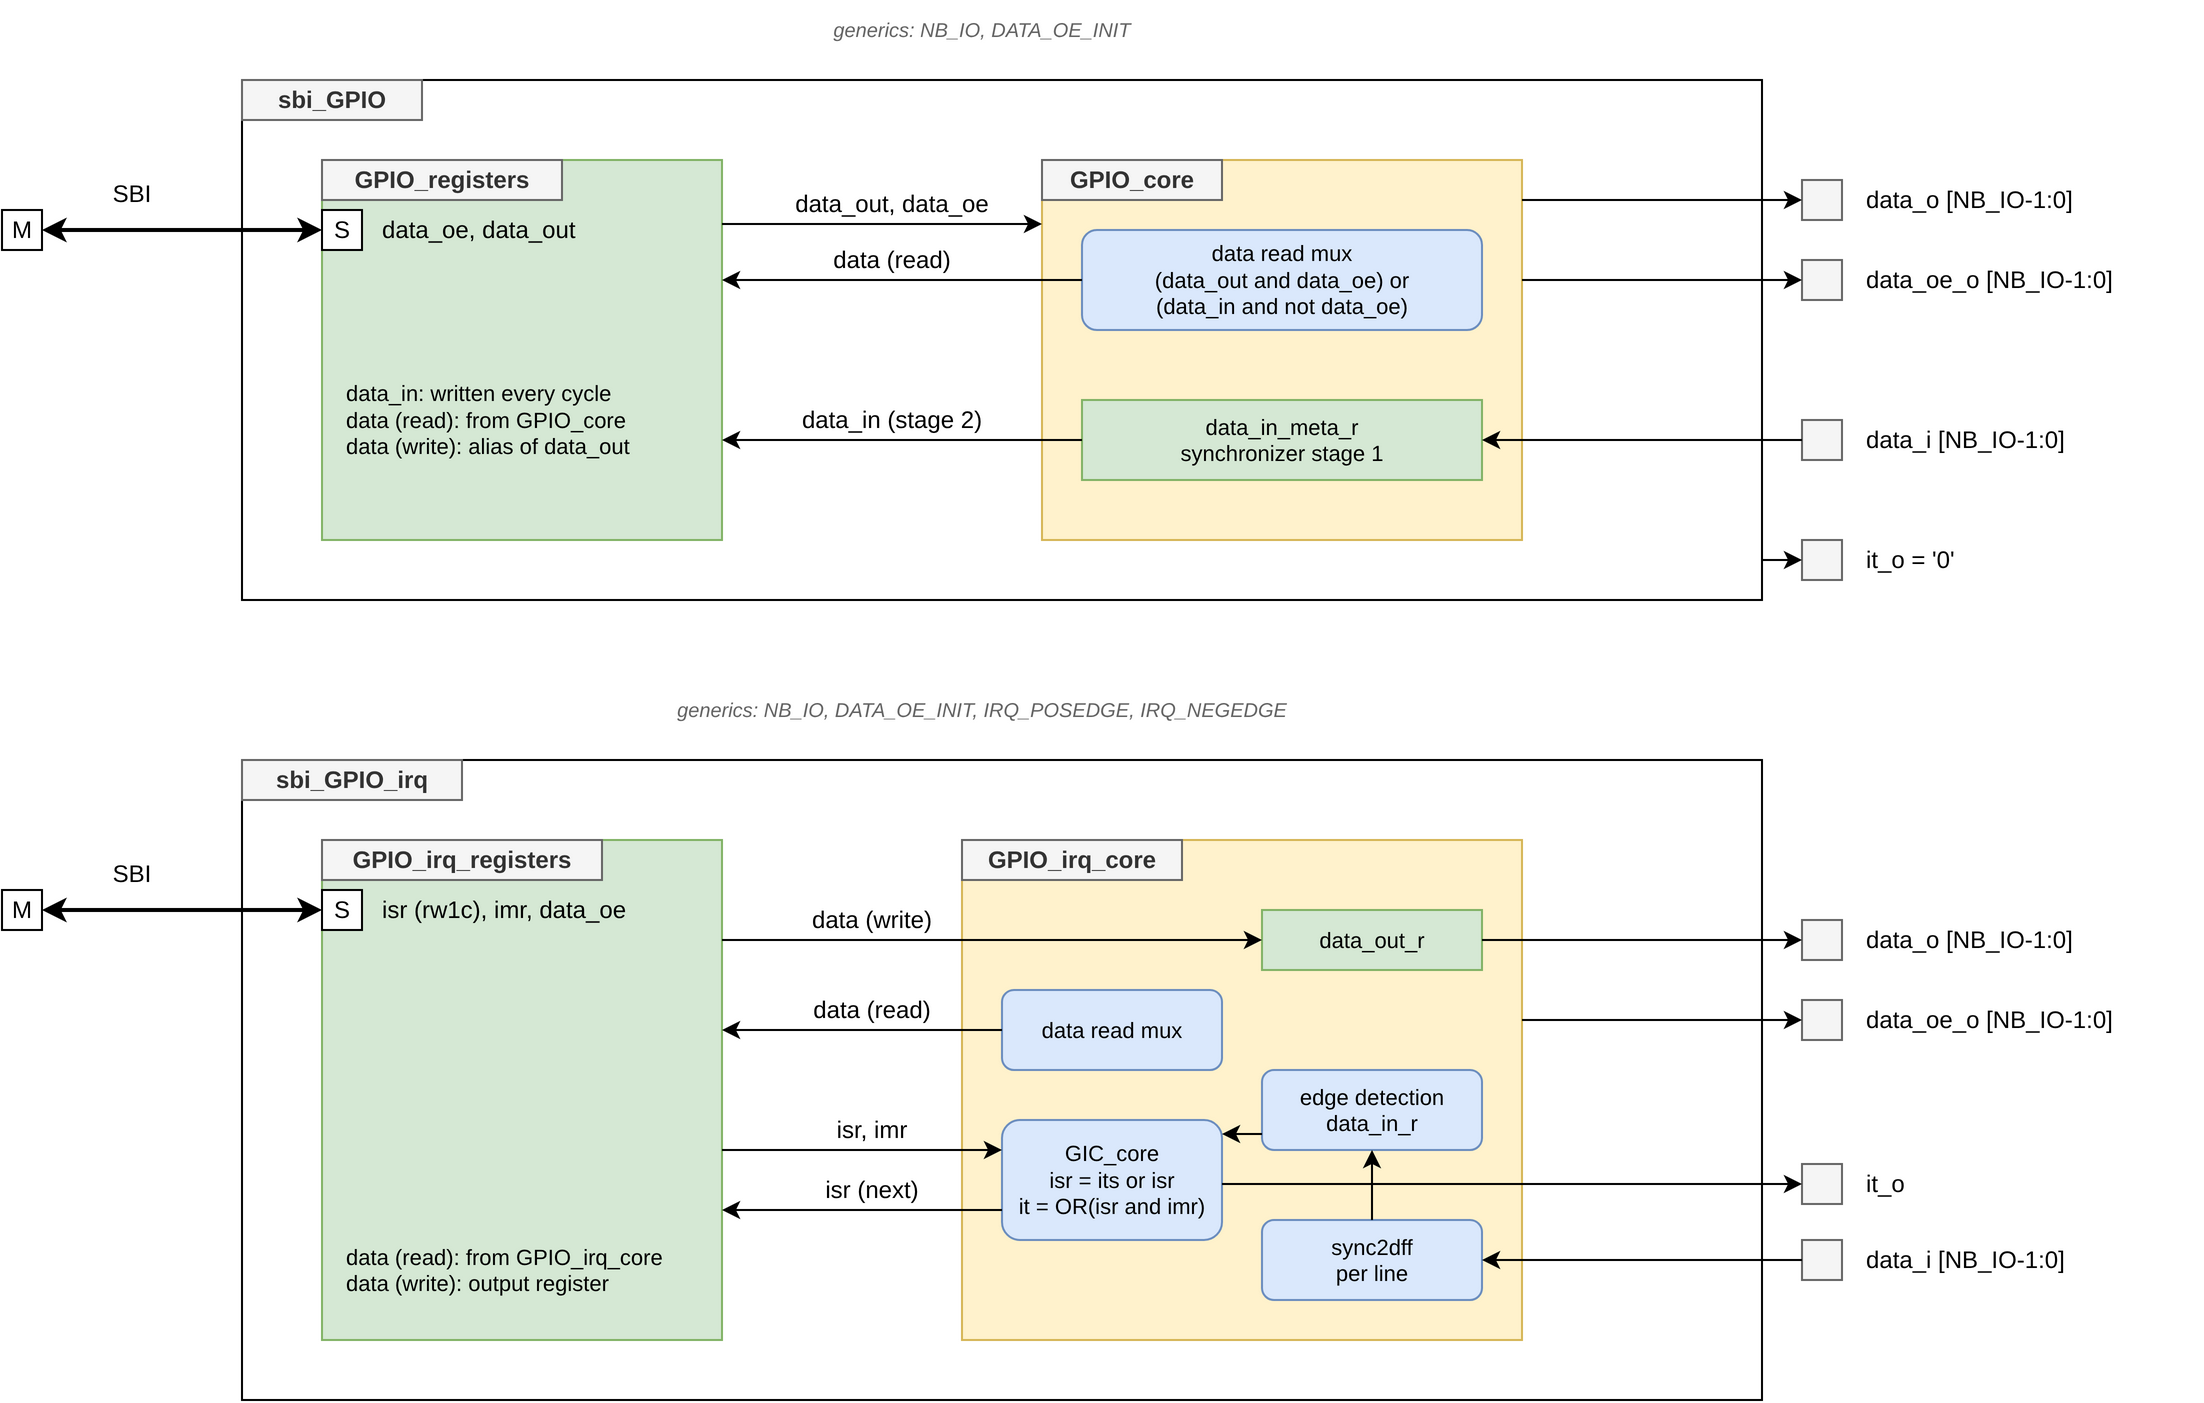 generics: NB_IO, DATA_OE_INIT
sbi_GPIO
GPIO_registers
GPIO_core
SBI
M
S
data_oe, data_out
data_out, data_oe
data (read)
data read mux
(data_out and data_oe) or
(data_in and not data_oe)
data_o [NB_IO-1:0]
data_oe_o [NB_IO-1:0]
data_in: written every cycle
data (read): from GPIO_core
data (write): alias of data_out
data_in (stage 2)
data_in_meta_r
synchronizer stage 1
data_i [NB_IO-1:0]
it_o = '0'
generics: NB_IO, DATA_OE_INIT, IRQ_POSEDGE, IRQ_NEGEDGE
sbi_GPIO_irq
GPIO_irq_registers
GPIO_irq_core
SBI
M
S
isr (rw1c), imr, data_oe
data (write)
data_out_r
data_o [NB_IO-1:0]
data (read)
data read mux
data_oe_o [NB_IO-1:0]
edge detection
data_in_r
isr, imr
GIC_core
isr = its or isr
it = OR(isr and imr)
isr (next)
it_o
sync2dff
per line
data_i [NB_IO-1:0]
data (read): from GPIO_irq_core
data (write): output register